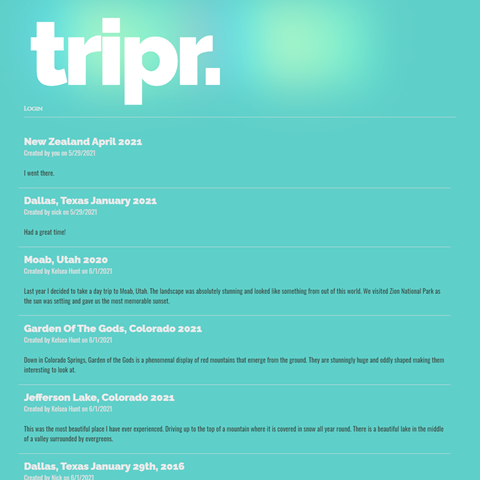 tripr.
Login
New Zealand April 2021
Created by you on 5/29/2021
I went there.
Dallas, Texas January 2021
Created by nick on 5/29/2021
Had a great time!
Moab, Utah 2020
Created by Kelsea Hunt on 6/1/2021
Last year I decided to take a day trip to Moab, Utah. The landscape was absolutely stunning and looked like something from out of this world. We visited Zion National Park as
the sun was setting and gave us the most memorable sunset.
Garden Of The Gods, Colorado 2021
Created by Kelsea Hunt on 6/1/2021
Down in Colorado Springs, Garden of the Gods is a phenomenal display of red mountains that emerge from the ground. They are stunningly huge and oddly shaped making them
interesting to look at.
Jefferson Lake, Colorado 2021
Created by Kelsea Hunt on 6/1/2021
This was the most beautiful place I have ever experienced. Driving up to the top of a mountain where it is covered in snow all year round. There is a beautiful lake in the middle
of a valley surrounded by evergreens.
Dallas, Texas January 29th, 2016
Created by Nick on 6/1/2021